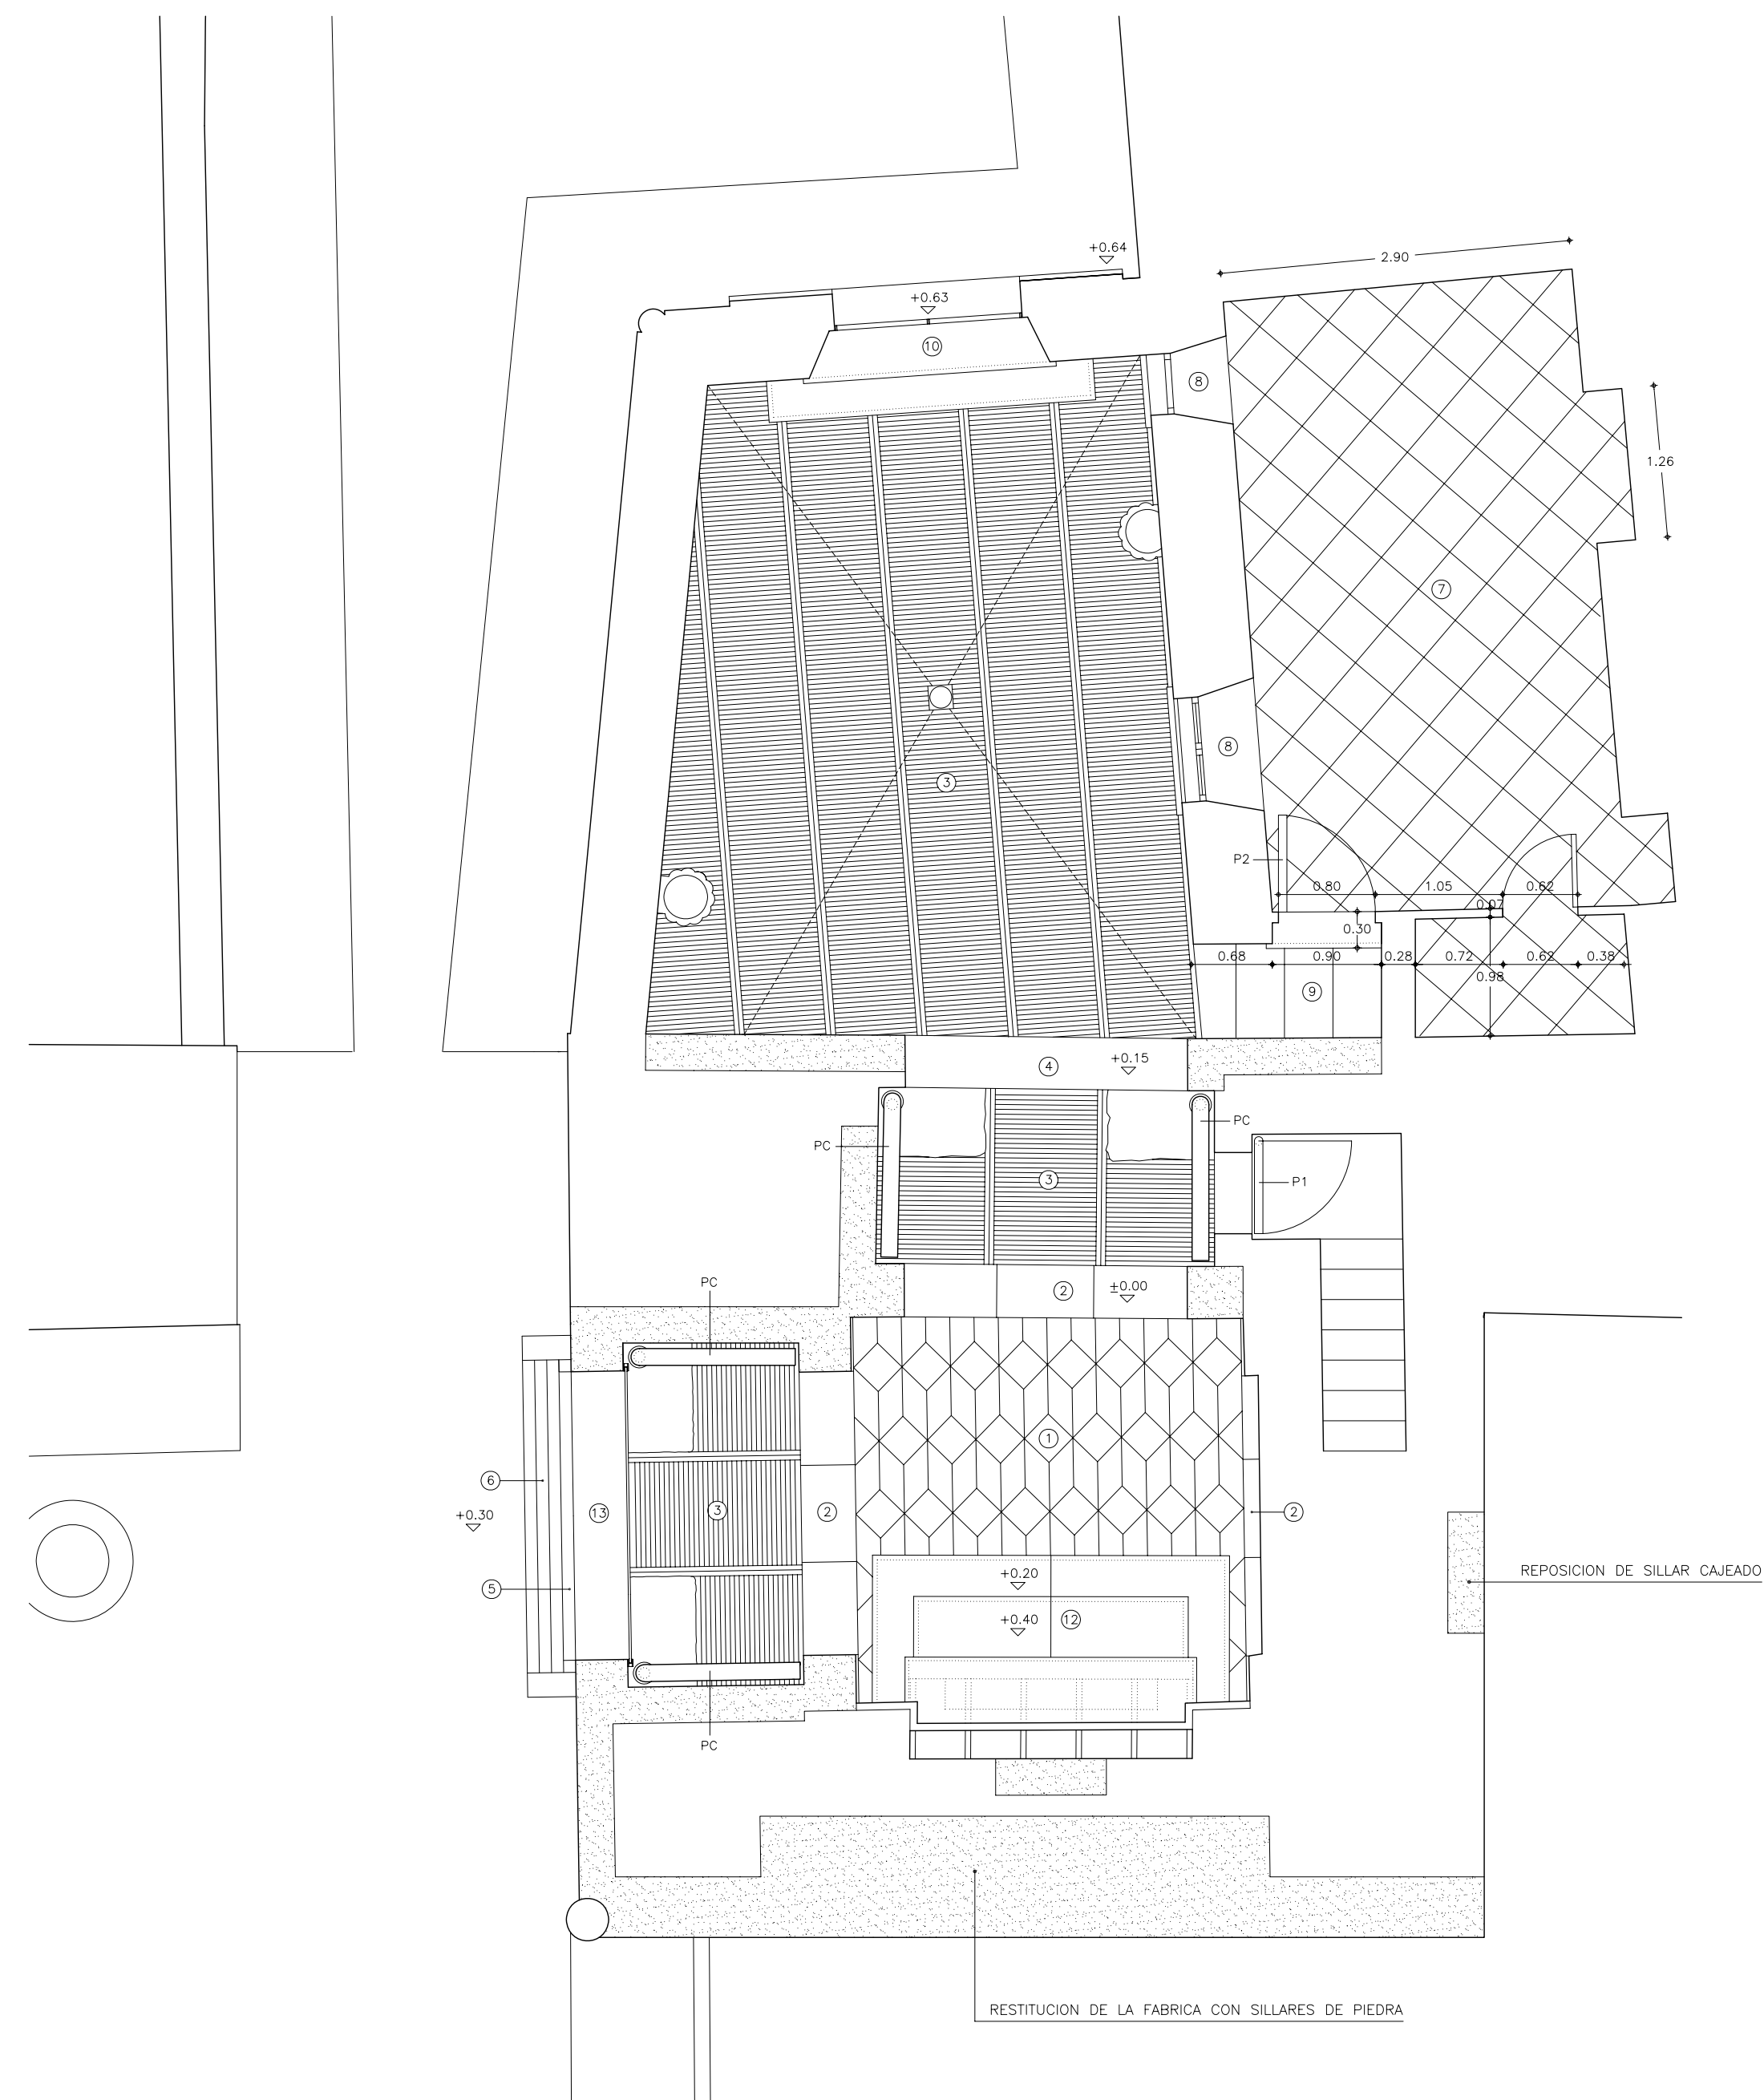 +0.64
2.90
+0.63
10
8
1.26
7
8
3
P2
0.80 1.05 0.62
0.07
0.30
0.68 0.90 0.28 0.72 0.62 0.38
0.98
9
4 +0.15
PC
PC
3
P1
PC
2 ±0.00
1
6
+0.30
13 3 2
2
REPOSICION DE SILLAR CAJEADO
+0.20
5
+0.40 12
PC
RESTITUCION DE LA FABRICA CON SILLARES DE PIEDRA